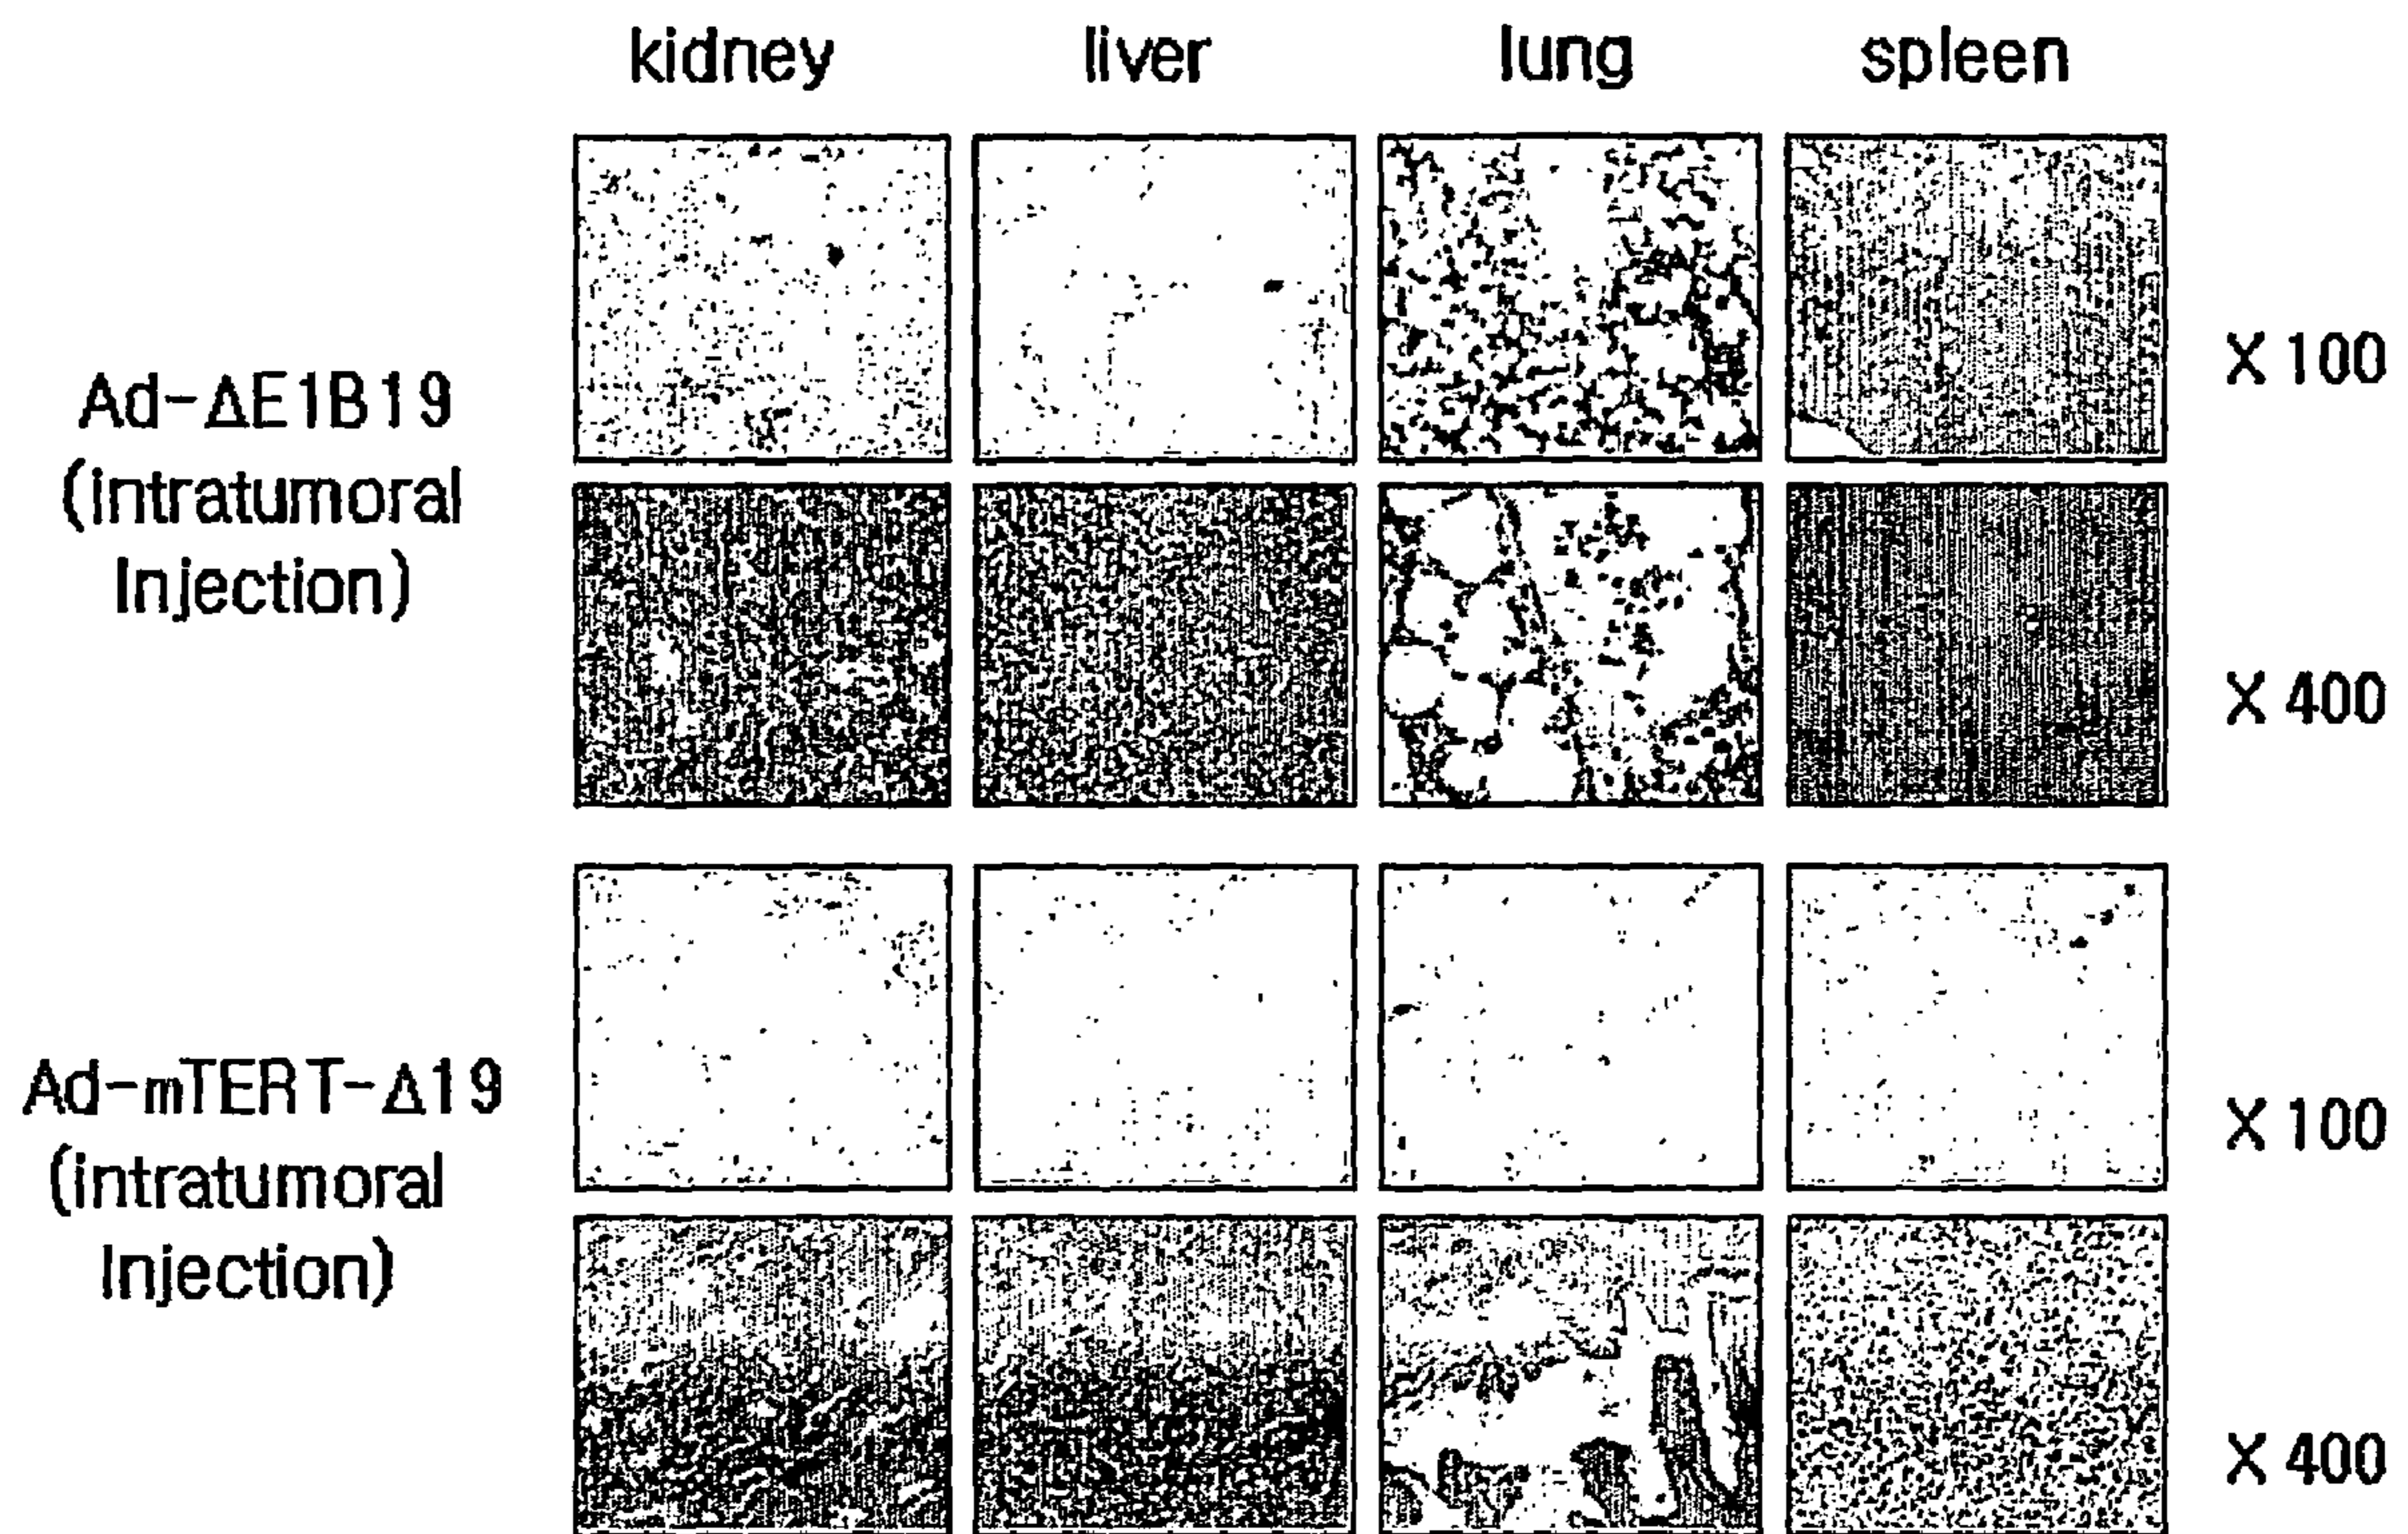 kidney liver lung spleen
Ad-ΔE1B19
(intratumoral
Injection)
X 100
X 400
Ad-mTERT-Δ19
(intratumoral
Injection)
X 100
X 400